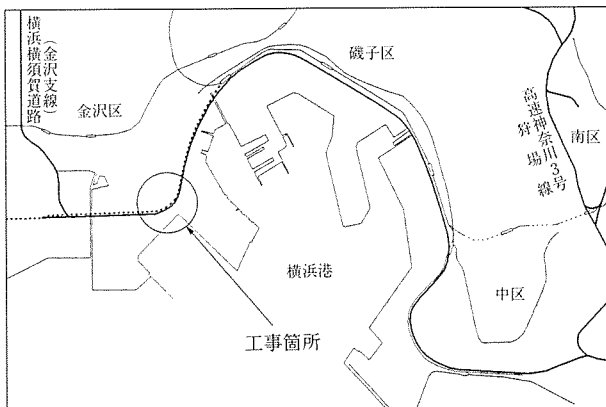 横浜横須賀道路
（金沢支線）
金沢区
磯子区
高速神奈川3号
狩場線
南区
横浜港
中区
工事箇所